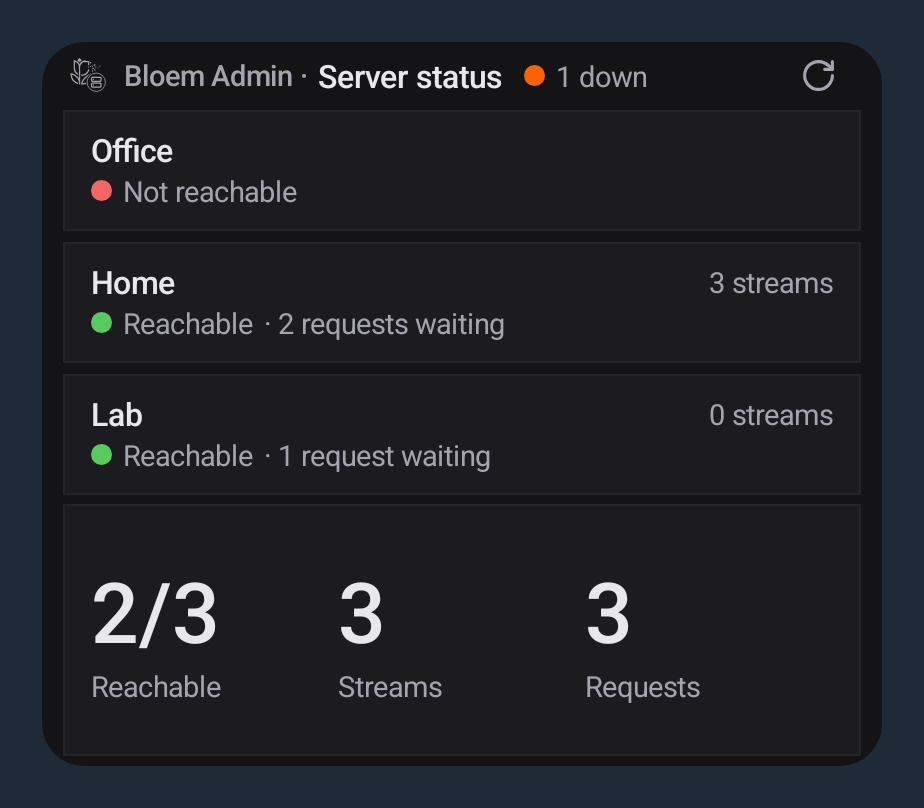 Bloem Admin · Server status 1 down
Office
Not reachable
Home 3 streams
Reachable · 2 requests waiting
Lab 0 streams
Reachable · 1 request waiting
2/3 3 3
Reachable Streams Requests